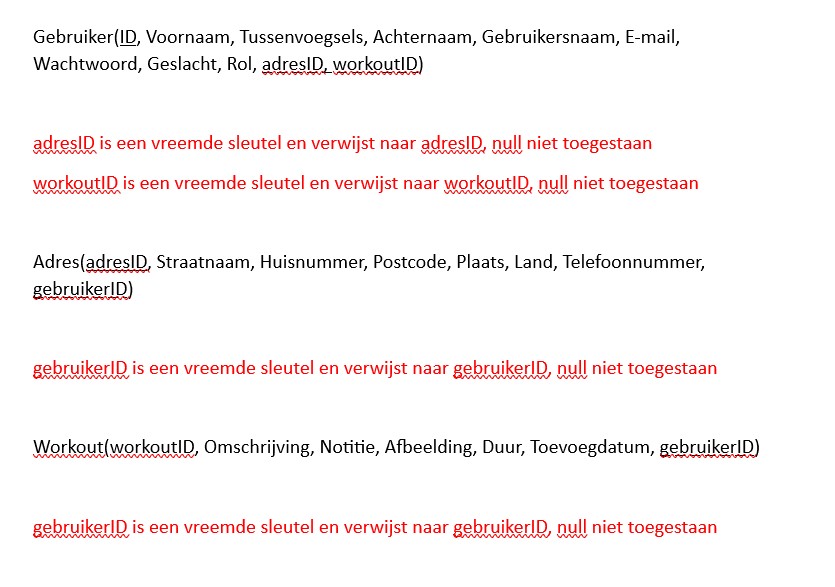 Gebruiker(ID, Voornaam, Tussenvoegsels, Achternaam, Gebruikersnaam, E-mail,
Wachtwoord, Geslacht, Rol, adresID, workoutID)
adresID is een vreemde sleutel en verwijst naar adresID, null niet toegestaan
workoutID is een vreemde sleutel en verwijst naar workoutID, null niet toegestaan
Adres(adresID, Straatnaam, Huisnummer, Postcode, Plaats, Land, Telefoonnummer,
gebruikerID)
gebruikerID is een vreemde sleutel en verwijst naar gebruikerID, null niet toegestaan
Workout(workoutID, Omschrijving, Notitie, Afbeelding, Duur, Toevoegdatum, gebruikerID)
gebruikerID is een vreemde sleutel en verwijst naar gebruikerID, null niet toegestaan